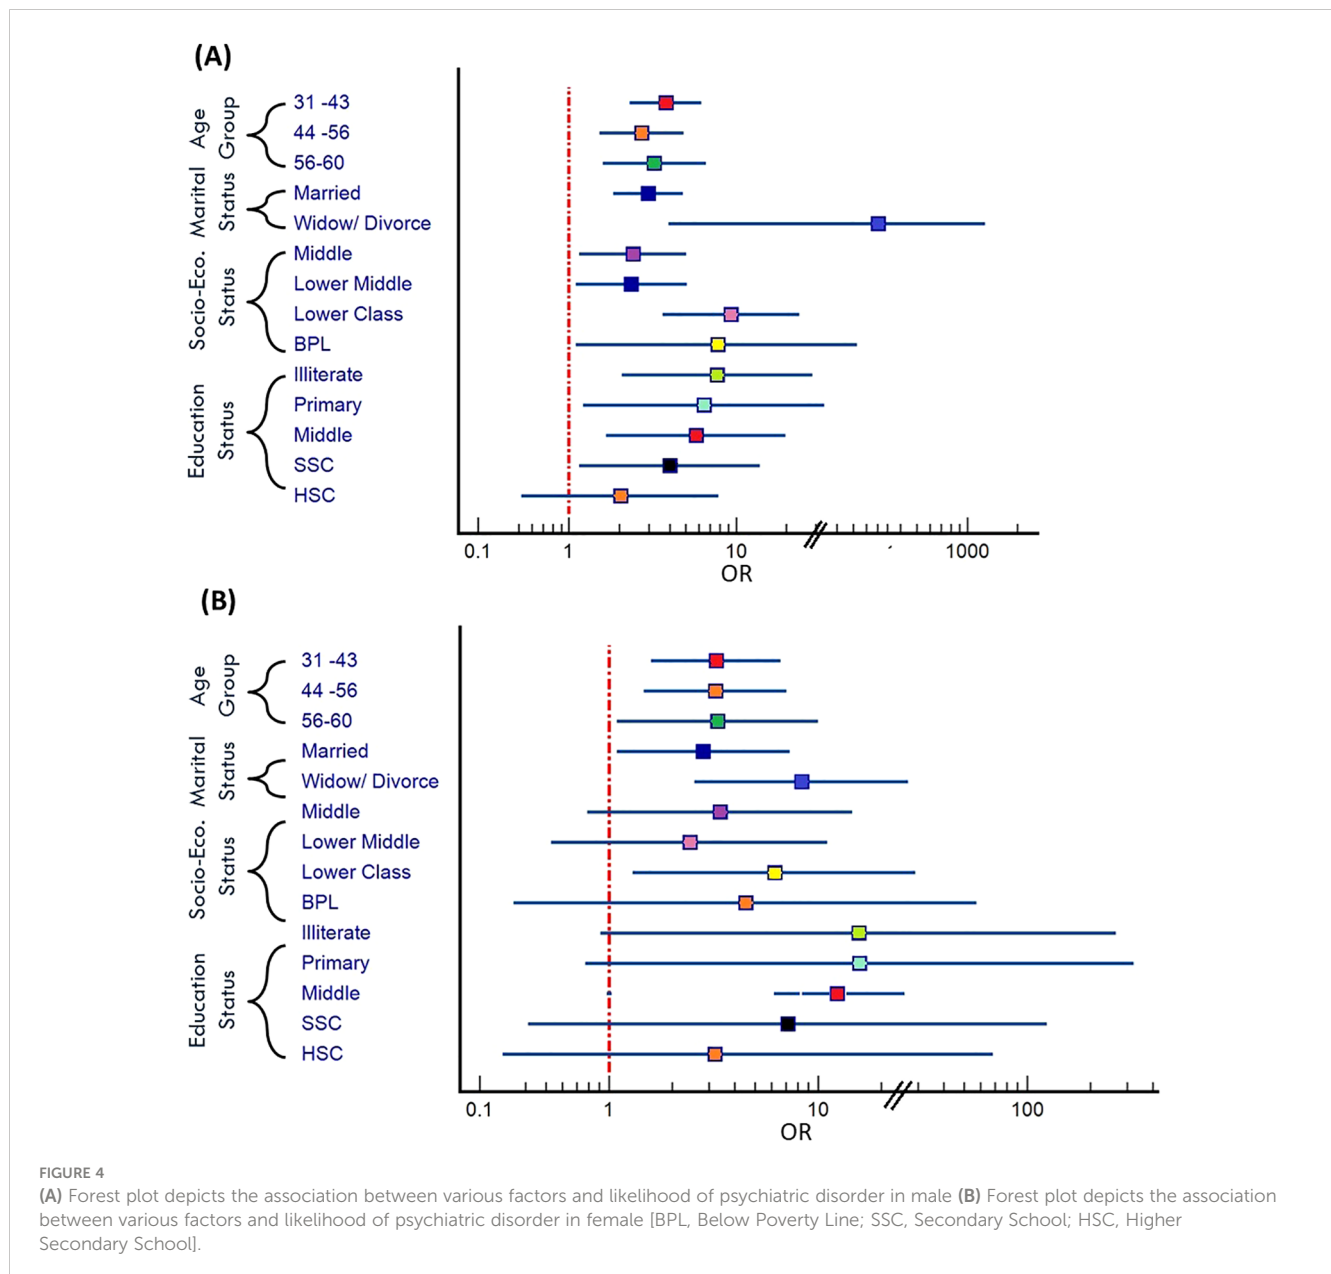 (A)
Age
Group
31 -43
44 -56
56-60
Marital
Status
Married
Widow/ Divorce
Socio-Eco.
Status
Middle
Lower Middle
Lower Class
BPL
Education
Status
Illiterate
Primary
Middle
SSC
HSC
0.1 1 10 1000
OR
(B)
Age
Group
31 -43
44 -56
56-60
Marital
Status
Married
Widow/ Divorce
Socio-Eco.
Status
Middle
Lower Middle
Lower Class
BPL
Education
Status
Illiterate
Primary
Middle
SSC
HSC
0.1 1 10 100
OR
FIGURE 4
(A) Forest plot depicts the association between various factors and likelihood of psychiatric disorder in male (B) Forest plot depicts the association
between various factors and likelihood of psychiatric disorder in female [BPL, Below Poverty Line; SSC, Secondary School; HSC, Higher
Secondary School].